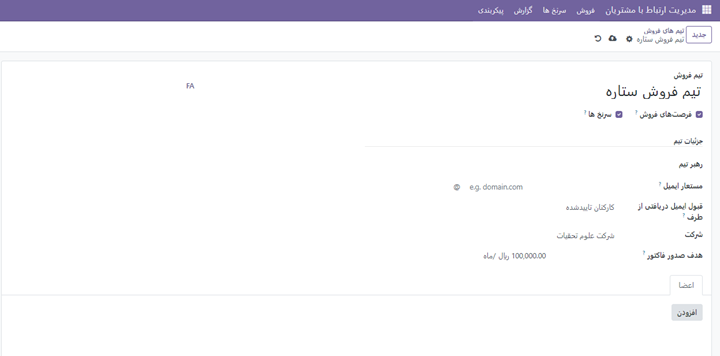 مدیریت ارتباط با مشتریان فروش سرنخ ها گزارش پیکربندی
جدید
تیم های فروش
تیم فروش ستاره
تیم فروش
تیم فروش ستاره
FA
فرصت‌های فروش ?
سرنخ ها ?
جزئیات تیم
رهبر تیم
مستعار ایمیل ?
e.g. domain.com @
قبول ایمیل دریافتی از
طرف ?
کارکنان تاییدشده
شرکت
شرکت علوم تحقیات
هدف صدور فاکتور ?
100,000.00 ریال /ماه
اعضا
افزودن